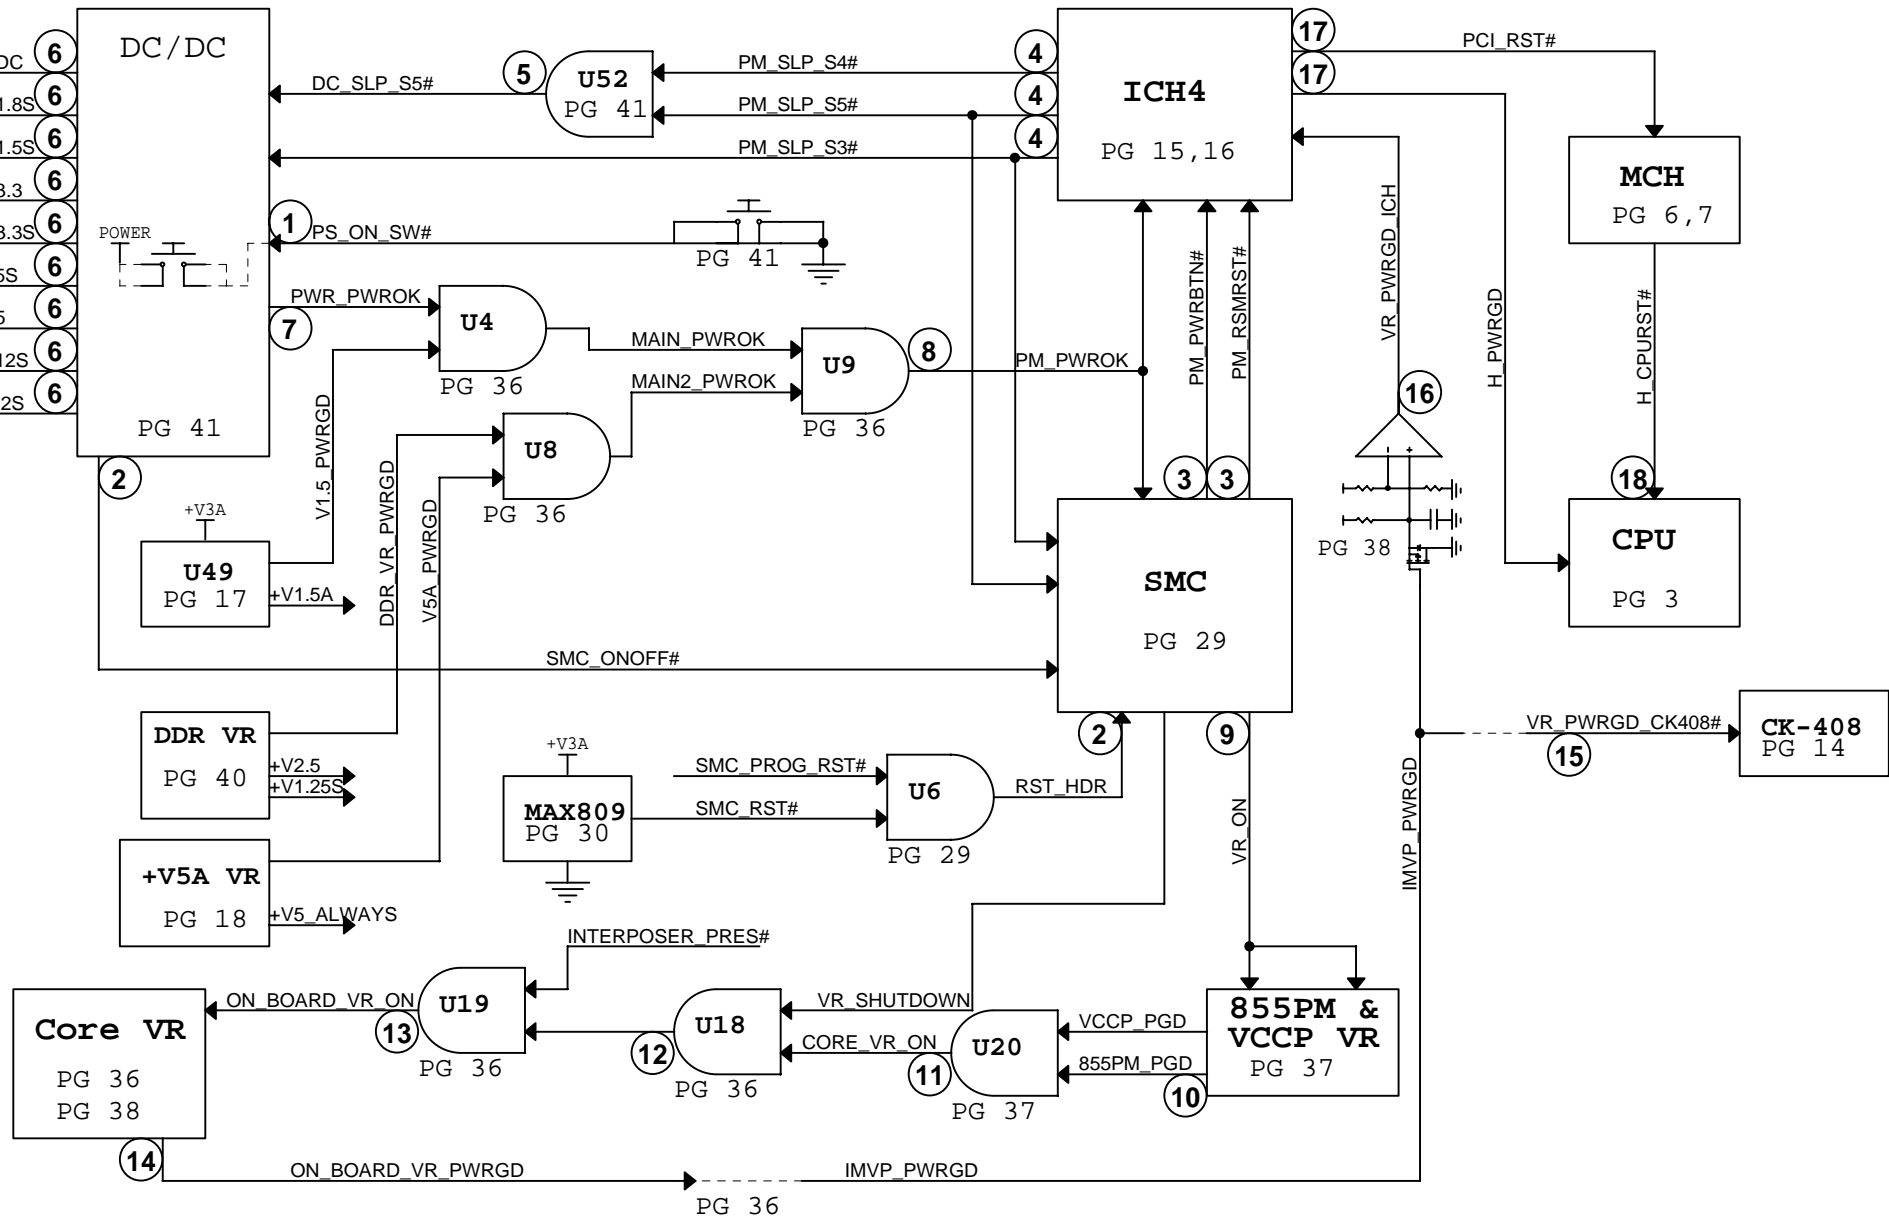 DC/DC
POWER
PG 41
DC
1.8S
1.5S
3.3
3.3S
5S
5
12S
2S
6
6
6
6
6
6
6
6
6
5
DC_SLP_S5#
U52
PG 41
PM_SLP_S4#
PM_SLP_S5#
PM_SLP_S3#
4
4
4
ICH4
PG 15,16
17
17
PCI_RST#
MCH
PG 6,7
1
PS_ON_SW#
PG 41
7
PWR_PWROK
U4
PG 36
MAIN_PWROK
MAIN2_PWROK
U9
PG 36
8
PM_PWROK
PM_PWRBTN#
PM_RSMRST#
VR_PWRGD_ICH
H_PWRGD
H_CPURST#
U8
PG 36
V1.5_PWRGD
DDR_VR_PWRGD
V5A_PWRGD
2
+V3A
U49
PG 17
+V1.5A
3
3
SMC
PG 29
16
PG 38
18
CPU
PG 3
SMC_ONOFF#
DDR VR
PG 40
+V2.5
+V1.25S
+V3A
MAX809
PG 30
SMC_PROG_RST#
SMC_RST#
U6
PG 29
RST_HDR
2
9
VR_ON
IMVP_PWRGD
VR_PWRGD_CK408#
15
CK-408
PG 14
+V5A VR
PG 18
+V5_ALWAYS
INTERPOSER_PRES#
Core VR
PG 36
PG 38
ON_BOARD_VR_ON
13
U19
PG 36
12
U18
PG 36
VR_SHUTDOWN
CORE_VR_ON
11
U20
PG 37
VCCP_PGD
855PM_PGD
10
855PM &
VCCP VR
PG 37
14
ON_BOARD_VR_PWRGD
PG 36
IMVP_PWRGD